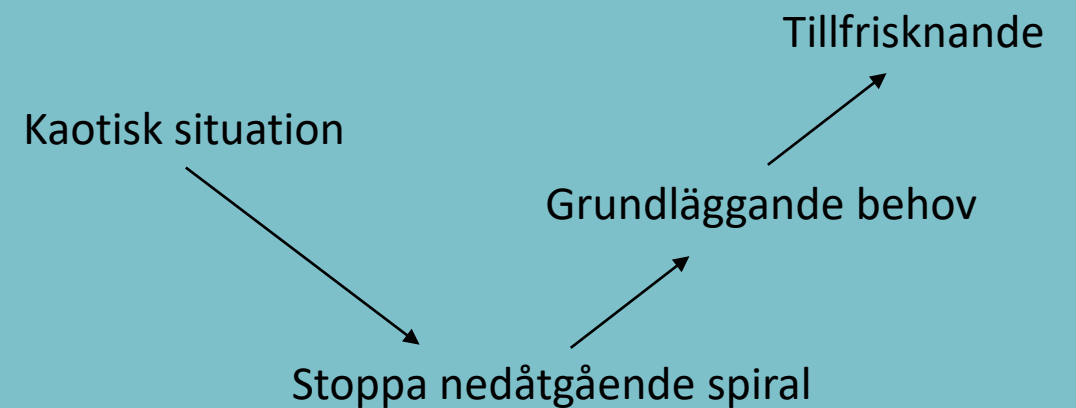 Tillfrisknande
Kaotisk situation
Grundläggande behov
Stoppa nedåtgående spiral